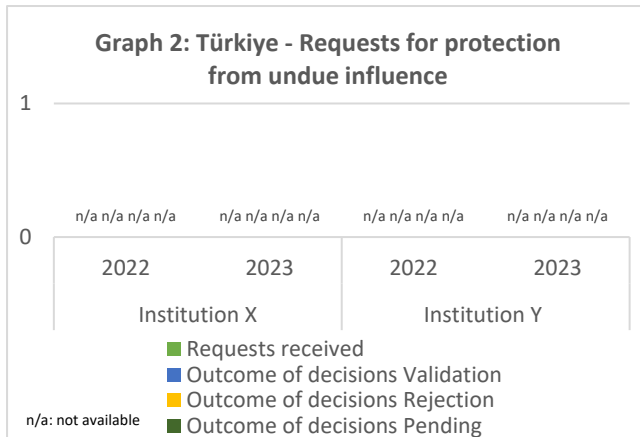 Graph 2: Türkiye - Requests for protection
from undue influence
1
n/a n/a n/a n/a n/a n/a n/a n/a n/a n/a n/a n/a n/a n/a n/a n/a
0
2022 2023 2022 2023
Institution X Institution Y
Requests received
Outcome of decisions Validation
Outcome of decisions Rejection
n/a: not available Outcome of decisions Pending